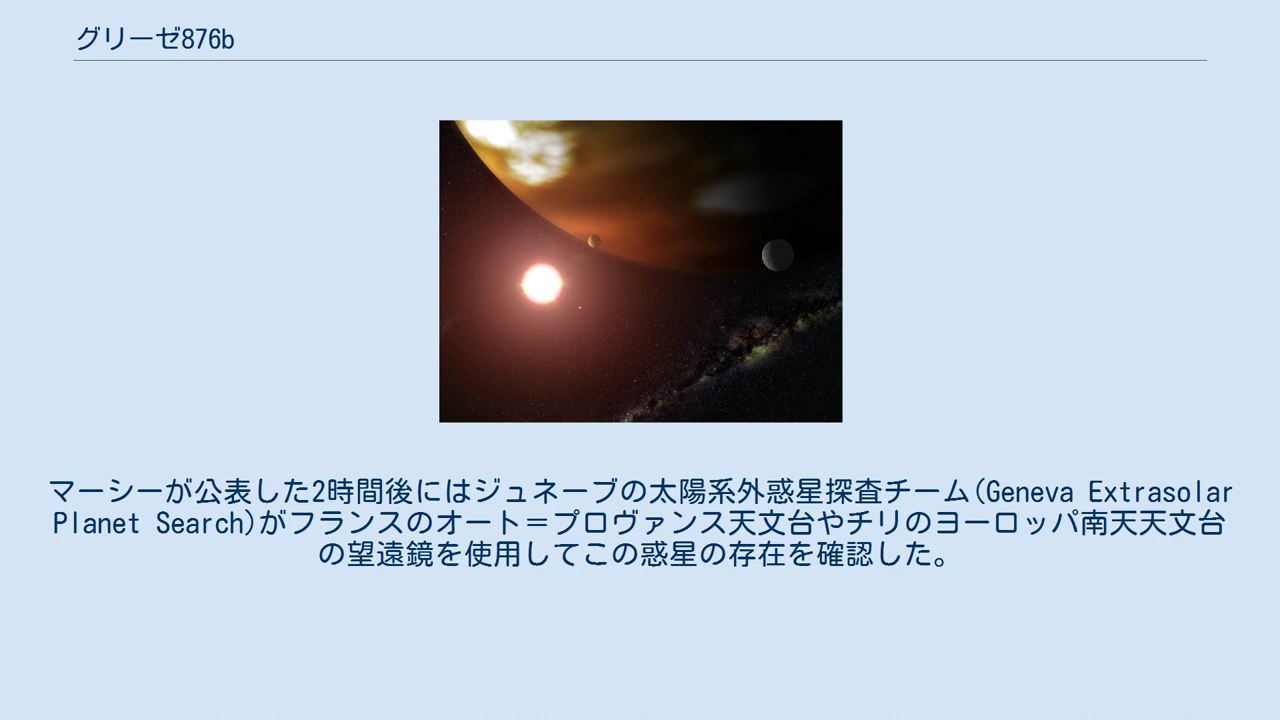 グリーゼ876b
マーシーが公表した2時間後にはジュネーブの太陽系外惑星探査チーム(Geneva Extrasolar
Planet Search)がフランスのオート＝プロヴァンス天文台やチリのヨーロッパ南天天文台
の望遠鏡を使用してこの惑星の存在を確認した。